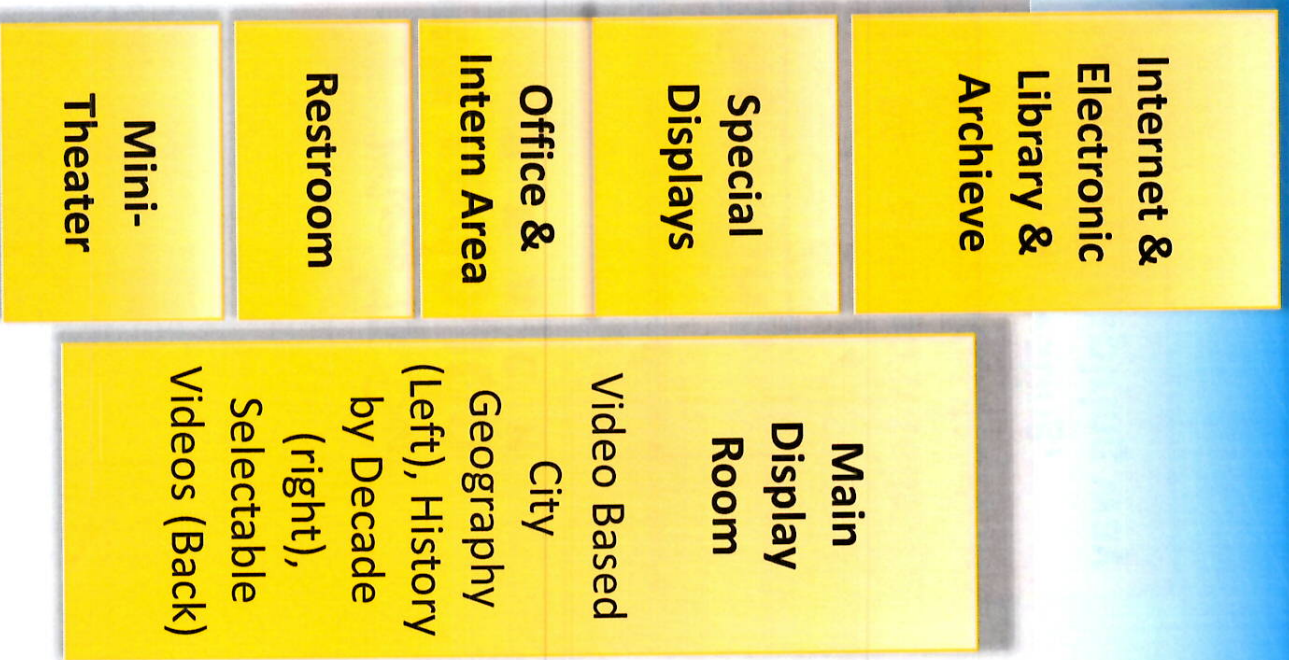 Internet &
Electronic
Library &
Archieve
Special
Displays
Office &
Intern Area
Restroom
Mini-
Theater
Main
Display
Room
Video Based
City
Geography
(Left), History
by Decade
(right),
Selectable
Videos (Back)